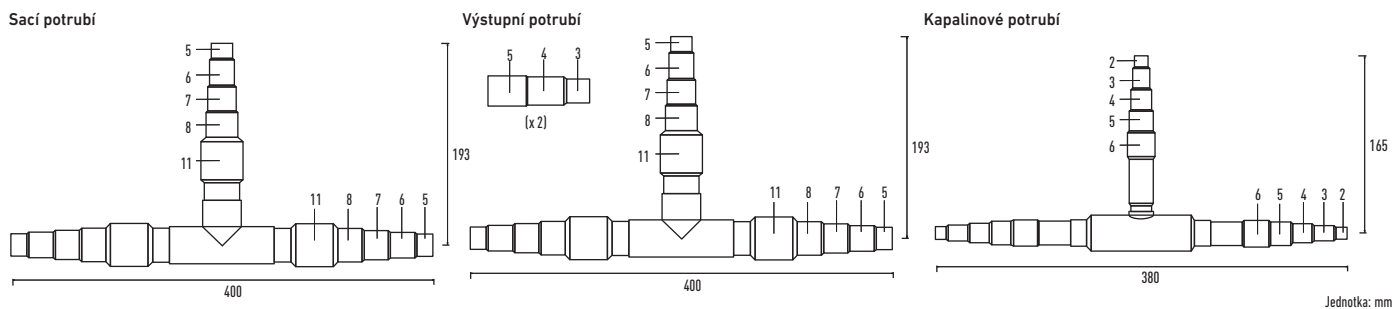 Sací potrubí
5
6
7
8
11
193
11 8 7 6 5
400
Výstupní potrubí
5 4 3
(x 2)
5
6
7
8
11
193
11 8 7 6 5
400
Kapalinové potrubí
2
3
4
5
6
165
6 5 4 3 2
380
Jednotka: mm